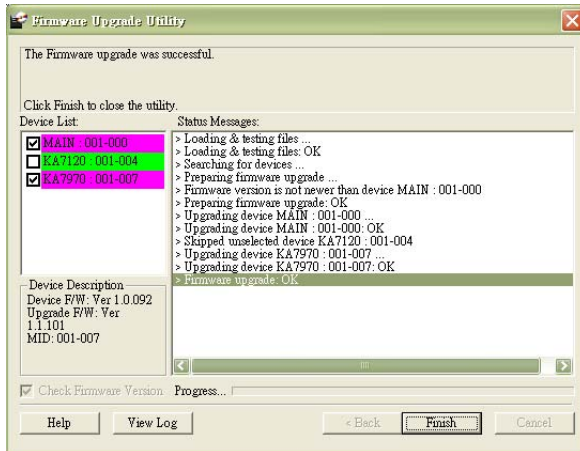 Firmware Upgrade Utility
The Firmware upgrade was successful.
Click Finish to close the utility.
Device List:
MAIN : 001-000
KA7120 : 001-004
KA7970 : 001-007
Status Messages:
> Loading & testing files ...
> Loading & testing files: OK
> Searching for devices ...
> Preparing firmware upgrade ...
> Firmware version is not newer than device MAIN : 001-000
> Preparing firmware upgrade: OK
> Upgrading device MAIN : 001-000 ...
> Upgrading device MAIN : 001-000: OK
> Skipped unselected device KA7120 : 001-004
> Upgrading device KA7970 : 001-007 ...
> Upgrading device KA7970 : 001-007: OK
> Firmware upgrade: OK
Device Description
Device F/W: Ver 1.0.092
Upgrade F/W: Ver
1.1.101
MID: 001-007
Check Firmware Version
Progress...
Help
View Log
< Back
Finish
Cancel